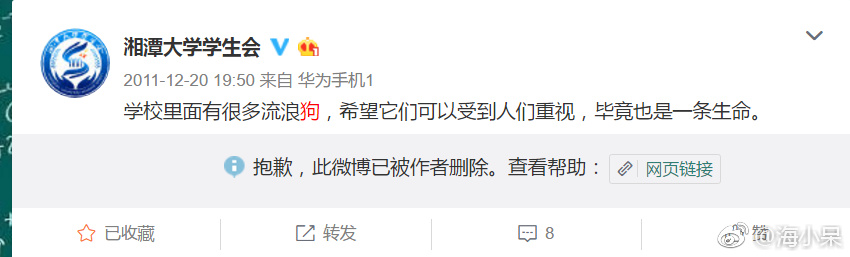 湘潭大学学生会
2011-12-20 19:50 来自 华为手机1
学校里面有很多流浪狗，希望它们可以受到人们重视，毕竟也是一条生命。
抱歉，此微博已被作者删除。查看帮助： 网页链接
已收藏 转发 8 赞
@海小呆